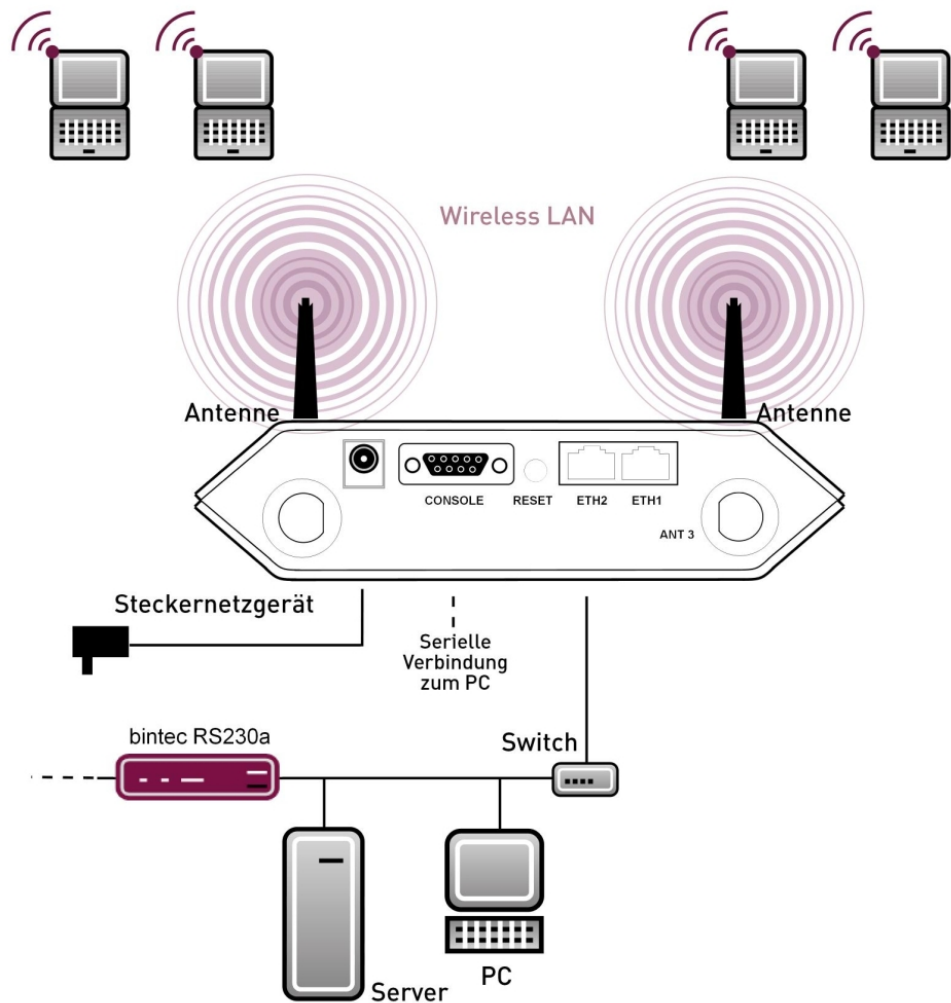 Wireless LAN
Antenne
Antenne
CONSOLE
RESET
ETH2
ETH1
ANT 3
Steckernetzgerät
Serielle
Verbindung
zum PC
bintec RS230a
Switch
Server
PC